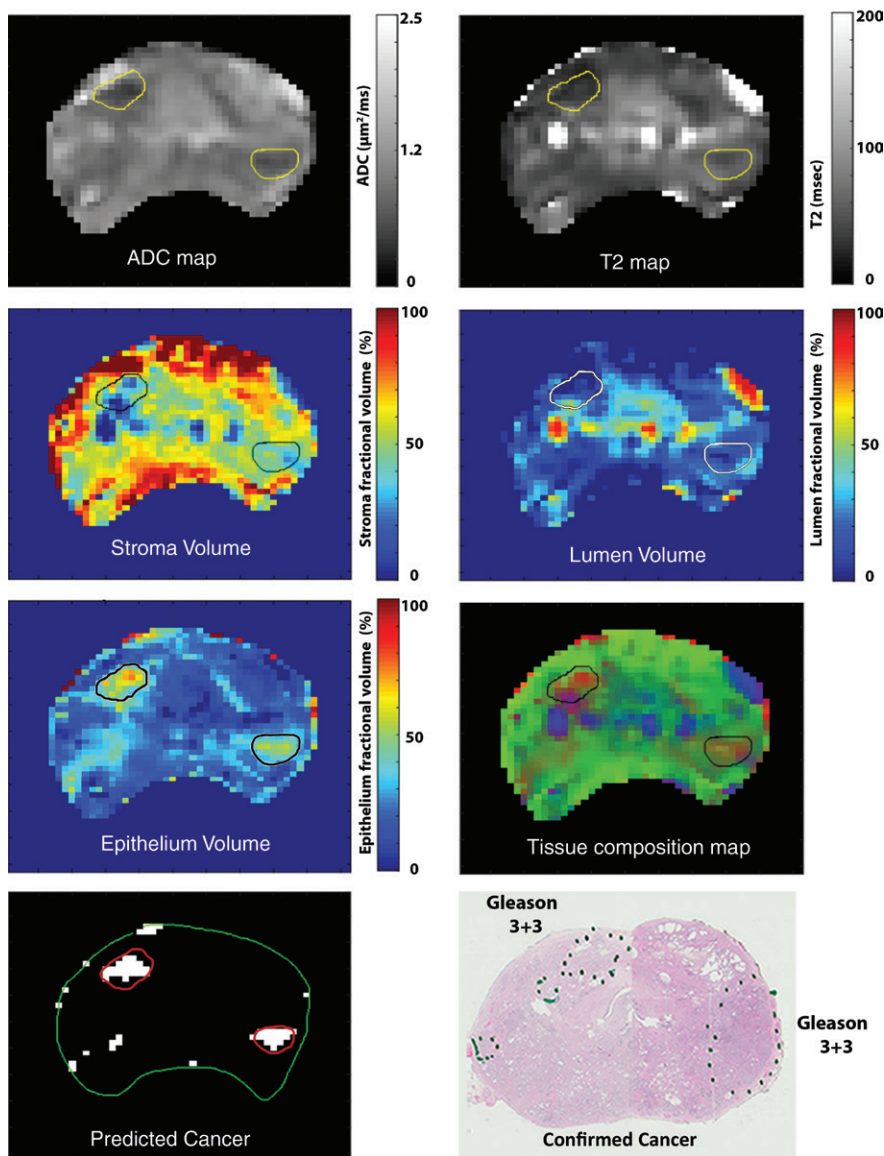 2.5
1.2
0
ADC (μm²/ms)
ADC map
200
100
0
T2 (msec)
T2 map
100
50
0
Stroma fractional volume (%)
Stroma Volume
100
50
0
Lumen fractional volume (%)
Lumen Volume
100
50
0
Epithelium fractional volume (%)
Epithelium Volume
Tissue composition map
Predicted Cancer
Gleason
3+3
Gleason
3+3
Confirmed Cancer